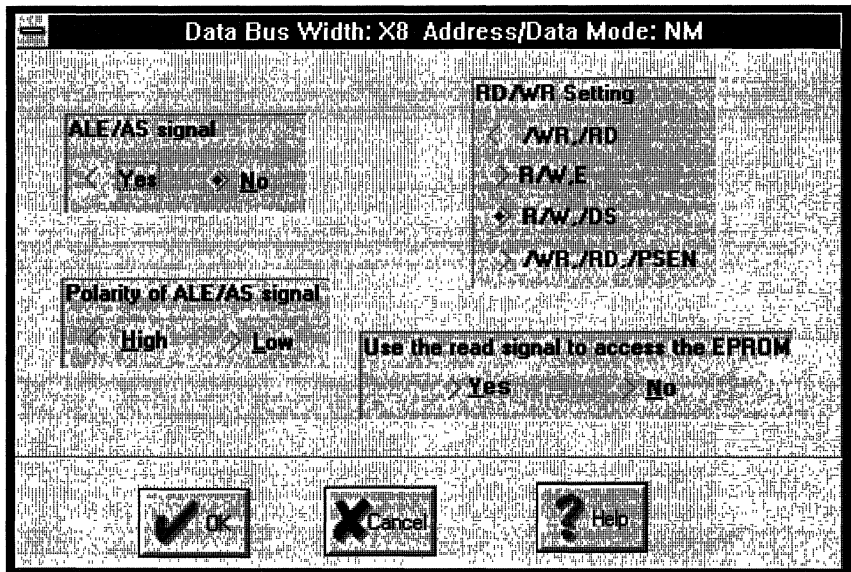 Data Bus Width: X8 Address/Data Mode: NM
ALE/AS signal
Yes No
RD/WR Setting
/WR,/RD
R/W,E
R/W,/DS
/WR,/RD,/PSEN
Polarity of ALE/AS signal
High Low
Use the read signal to access the EPROM
Yes No
OK Cancel Help